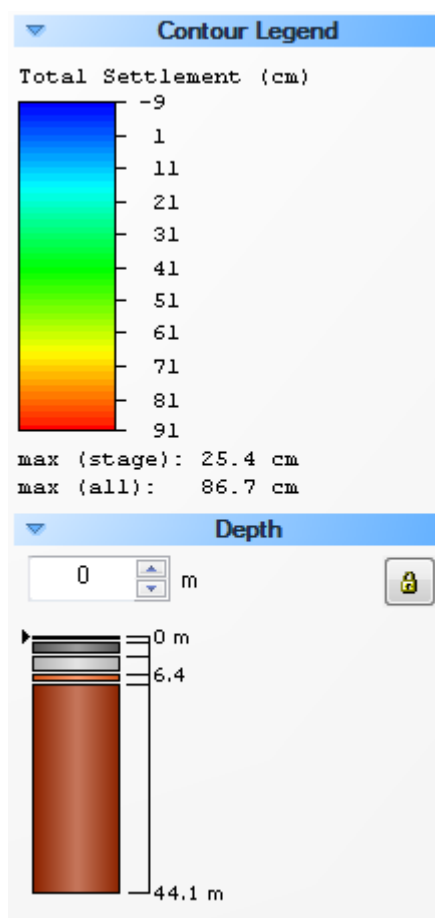 Contour Legend
Total Settlement (cm)
-9
1
11
21
31
41
51
61
71
81
91
max (stage): 25.4 cm
max (all): 86.7 cm
Depth
0 m
0 m
6.4
44.1 m